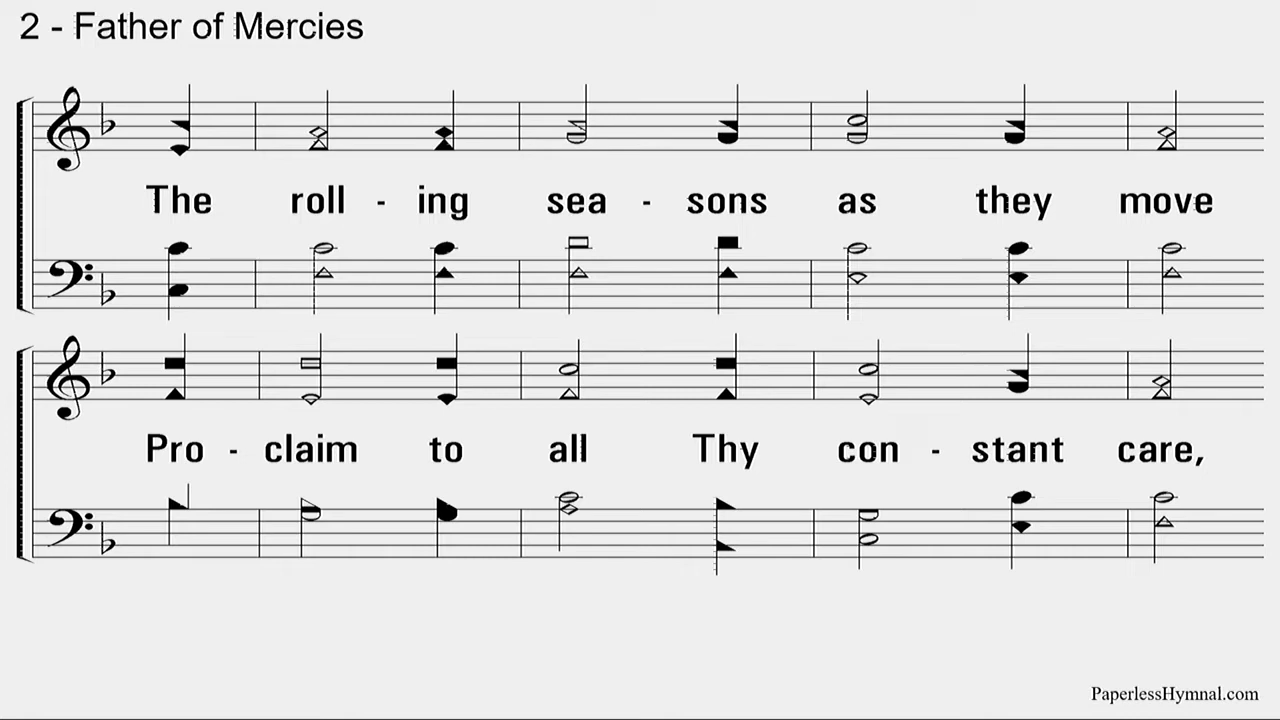 2 - Father of Mercies
The roll - ing sea - sons as they move
Pro - claim to all Thy con - stant care,
PaperlessHymnal.com